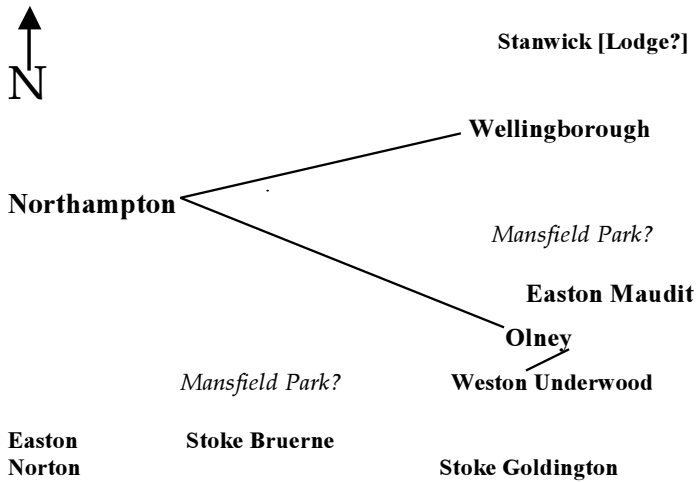 Stanwick [Lodge?]
N
Wellingborough
Northampton
Mansfield Park?
Easton Maudit
Olney
Mansfield Park?
Weston Underwood
Easton
Stoke Bruerne
Norton
Stoke Goldington